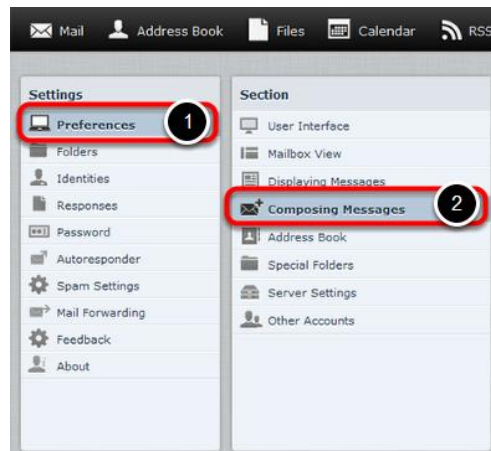 Mail Address Book Files Calendar RSS
Settings
Preferences 1
Folders
Identities
Responses
Password
Autoresponder
Spam Settings
Mail Forwarding
Feedback
About
Section
User Interface
Mailbox View
Displaying Messages
Composing Messages 2
Address Book
Special Folders
Server Settings
Other Accounts